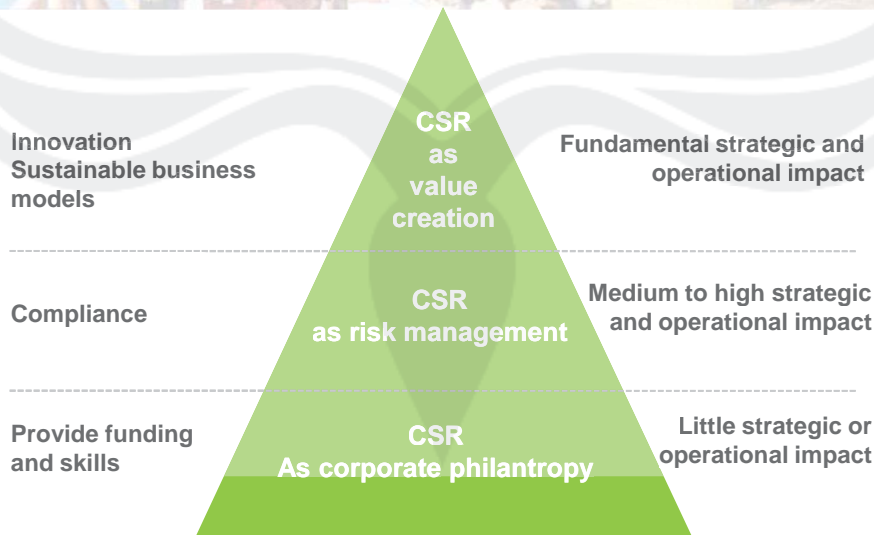 Innovation
Sustainable business
models
CSR
as
value
creation
Fundamental strategic and
operational impact
Compliance
CSR
as risk management
Medium to high strategic
and operational impact
Provide funding
and skills
CSR
As corporate philantropy
Little strategic or
operational impact